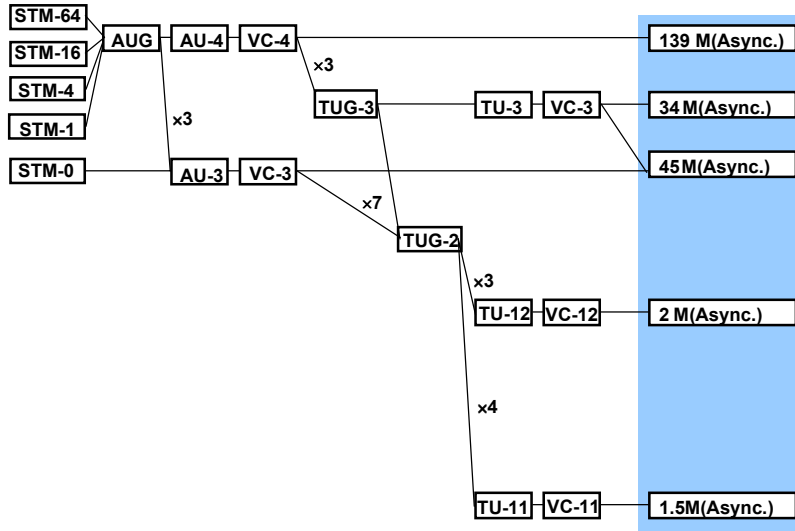 STM-64
STM-16
STM-4
STM-1
STM-0
AUG
AU-4
VC-4
139 M(Async.)
×3
TUG-3
TU-3
VC-3
34 M(Async.)
×3
45M(Async.)
AU-3
VC-3
×7
TUG-2
×3
TU-12
VC-12
2 M(Async.)
×4
TU-11
VC-11
1.5M(Async.)